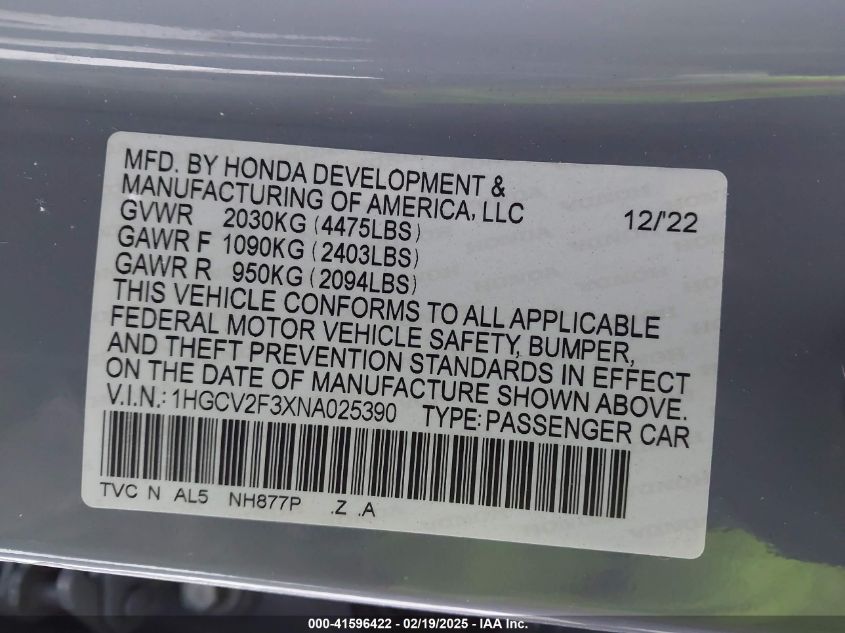 MFD. BY HONDA DEVELOPMENT &
MANUFACTURING OF AMERICA, LLC
GVWR 2030KG (4475LBS) 12/'22
GAWR F 1090KG (2403LBS)
GAWR R 950KG (2094LBS)
THIS VEHICLE CONFORMS TO ALL APPLICABLE
FEDERAL MOTOR VEHICLE SAFETY, BUMPER,
AND THEFT PREVENTION STANDARDS IN EFFECT
ON THE DATE OF MANUFACTURE SHOWN ABOVE.
V.I.N.: 1HGCV2F3XNA025390 TYPE: PASSENGER CAR
TVC N AL5 NH877P .Z .A
000-41596422 - 02/19/2025 - IAAI Inc.